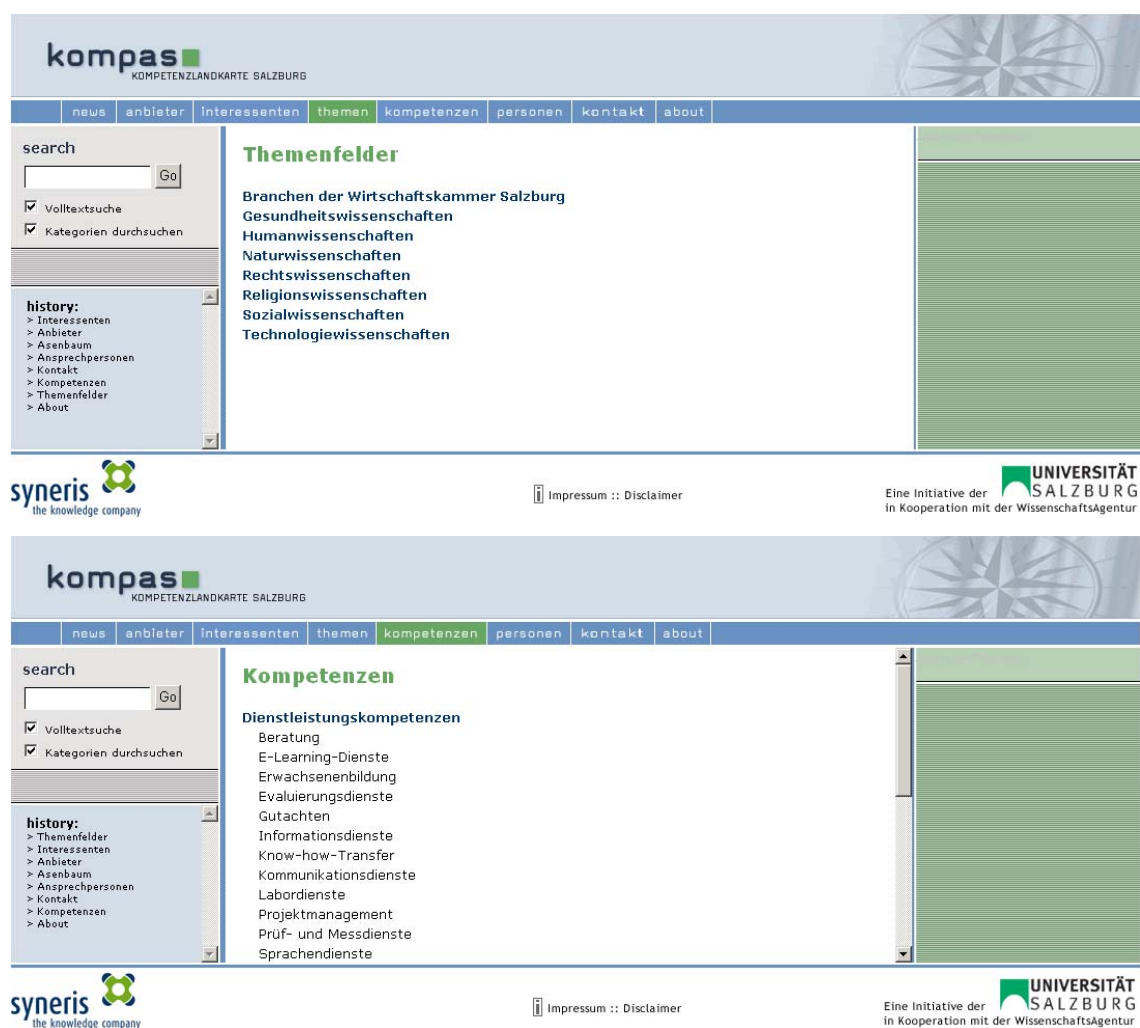 kompas
KOMPETENZLANDKARTE SALZBURG
news anbieter interessenten themen kompetenzen personen kontakt about
search
Go
Volltextsuche
Kategorien durchsuchen
history:
> Interessenten
> Anbieter
> Asenbaum
> Ansprechpersonen
> Kontakt
> Kompetenzen
> Themenfelder
> About
Themenfelder
Branchen der Wirtschaftskammer Salzburg
Gesundheitswissenschaften
Humanwissenschaften
Naturwissenschaften
Rechtswissenschaften
Religionswissenschaften
Sozialwissenschaften
Technologiewissenschaften
syneris
the knowledge company
i Impressum :: Disclaimer
UNIVERSITÄT
Eine Initiative der SALZBURG
in Kooperation mit der WissenschaftsAgentur
kompas
KOMPETENZLANDKARTE SALZBURG
news anbieter interessenten themen kompetenzen personen kontakt about
search
Go
Volltextsuche
Kategorien durchsuchen
history:
> Themenfelder
> Interessenten
> Anbieter
> Asenbaum
> Ansprechpersonen
> Kontakt
> Kompetenzen
> About
Kompetenzen
Dienstleistungskompetenzen
Beratung
E-Learning-Dienste
Erwachsenenbildung
Evaluierungsdienste
Gutachten
Informationsdienste
Know-how-Transfer
Kommunikationsdienste
Labordienste
Projektmanagement
Prüf- und Messdienste
Sprachendienste
syneris
the knowledge company
i Impressum :: Disclaimer
UNIVERSITÄT
Eine Initiative der SALZBURG
in Kooperation mit der WissenschaftsAgentur